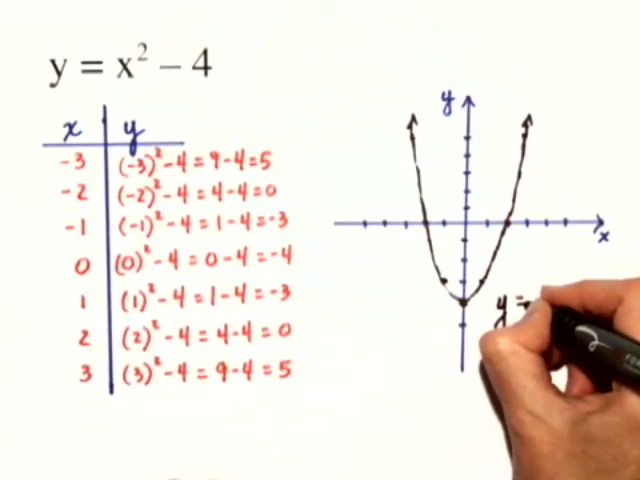 y = x² – 4
x y
-3 (-3)² - 4 = 9 - 4 = 5
-2 (-2)² - 4 = 4 - 4 = 0
-1 (-1)² - 4 = 1 - 4 = -3
0 (0)² - 4 = 0 - 4 = -4
1 (1)² - 4 = 1 - 4 = -3
2 (2)² - 4 = 4 - 4 = 0
3 (3)² - 4 = 9 - 4 = 5
y
x
y =